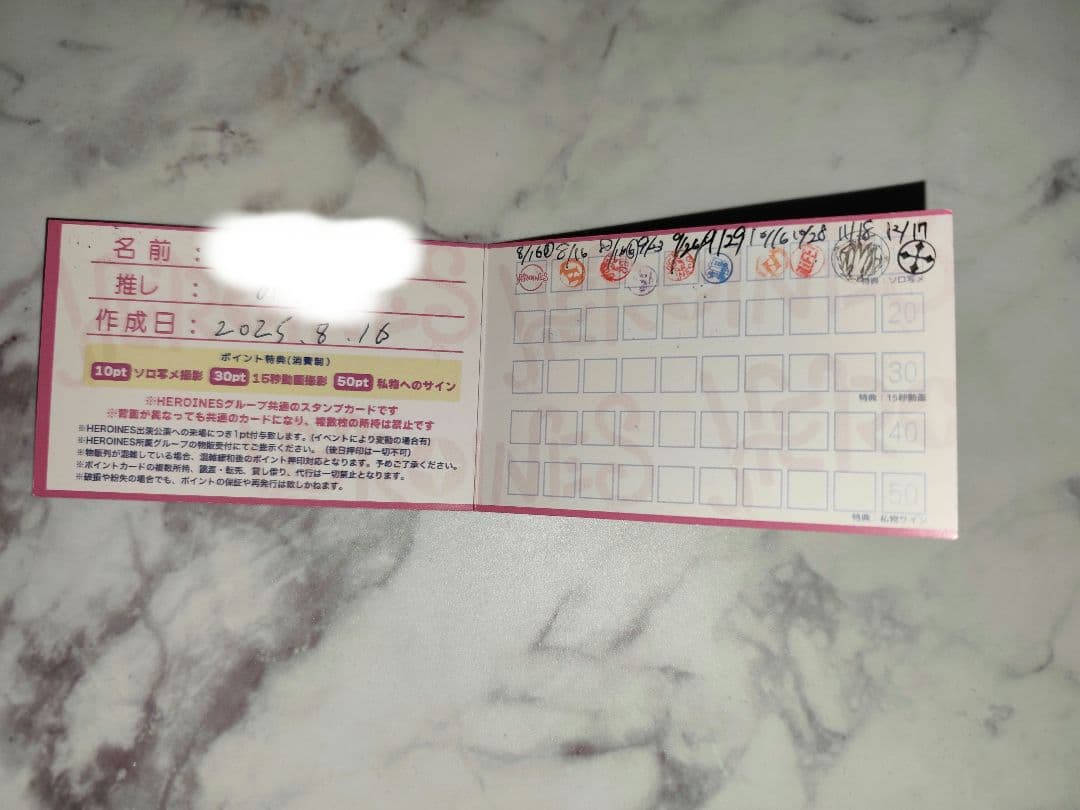 名前：
推し：
作成日：2025.8.16
ポイント特典(消費制)
10pt ソロ写メ撮影 30pt 15秒動画撮影 50pt 私物へのサイン
※HEROINESグループ共通のスタンプカードです
※背面が異なっても共通のカードになり、複数枚の所持は禁止です
※HEROINES出演公演への来場につき1pt付与致します。(イベントにより変動の場合有)
※HEROINES所属グループの物販受付にてご提示ください。(後日押印は一切不可)
※物販列が混雑している場合、混雑緩和後のポイント押印対応となります。予めご了承ください。
※ポイントカードの複数所持、譲渡・転売、貸し借り、代行は一切禁止となります。
※破損や紛失の場合でも、ポイントの保証や再発行は致しかねます。
8/16 8/16 9/29 10/16 10/28 11/8 12/17
HEROINES
特典 ソロ写メ
20
30
特典 15秒動画
40
50
特典 私物サイン